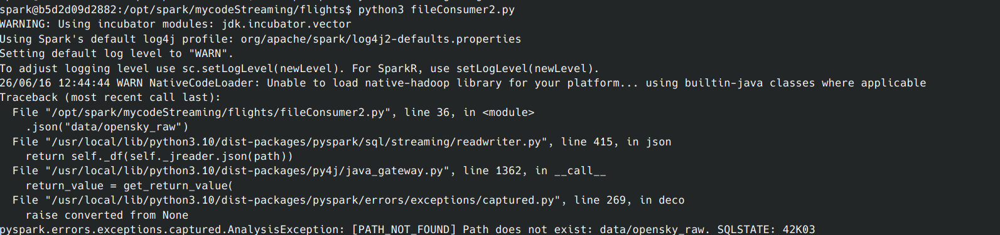 spark@b5d2d09d2882:/opt/spark/mycodeStreaming/flights$ python3 fileConsumer2.py
WARNING: Using incubator modules: jdk.incubator.vector
Using Spark's default log4j profile: org/apache/spark/log4j2-defaults.properties
Setting default log level to "WARN".
To adjust logging level use sc.setLogLevel(newLevel). For SparkR, use setLogLevel(newLevel).
26/06/16 12:44:44 WARN NativeCodeLoader: Unable to load native-hadoop library for your platform... using builtin-java classes where applicable
Traceback (most recent call last):
  File "/opt/spark/mycodeStreaming/flights/fileConsumer2.py", line 36, in <module>
    .json("data/opensky_raw")
  File "/usr/local/lib/python3.10/dist-packages/pyspark/sql/streaming/readwriter.py", line 415, in json
    return self._df(self._jreader.json(path))
  File "/usr/local/lib/python3.10/dist-packages/py4j/java_gateway.py", line 1362, in __call__
    return_value = get_return_value(
  File "/usr/local/lib/python3.10/dist-packages/pyspark/errors/exceptions/captured.py", line 269, in deco
    raise converted from None
pyspark.errors.exceptions.captured.AnalysisException: [PATH_NOT_FOUND] Path does not exist: data/opensky_raw. SQLSTATE: 42K03